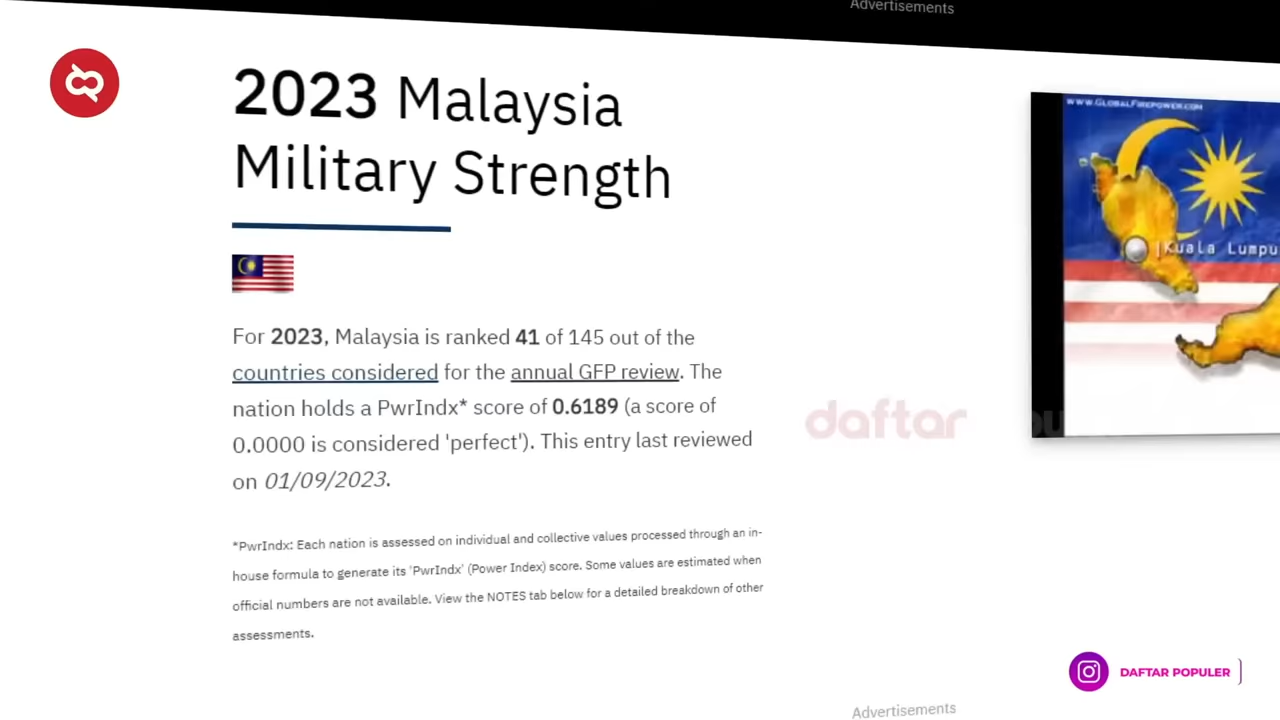 Advertisements
2023 Malaysia
Military Strength
WWW.GLOBALFIREPOWER.COM
Kuala Lumpu
For 2023, Malaysia is ranked 41 of 145 out of the
countries considered for the annual GFP review. The
nation holds a PwrIndx* score of 0.6189 (a score of
0.0000 is considered 'perfect'). This entry last reviewed
on 01/09/2023.
daftar
*PwrIndx: Each nation is assessed on individual and collective values processed through an in-
house formula to generate its 'PwrIndx' (Power Index) score. Some values are estimated when
official numbers are not available. View the NOTES tab below for a detailed breakdown of other
assessments.
DAFTAR POPULER
Advertisements